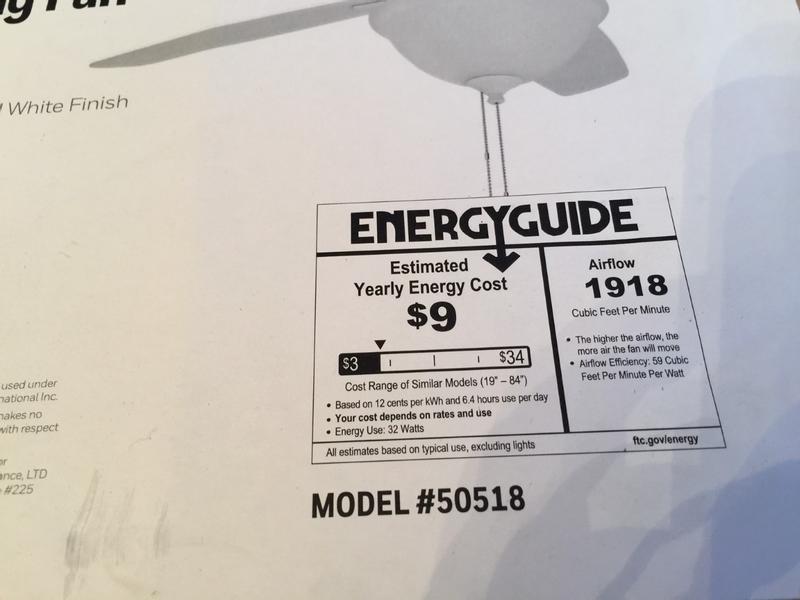 White Finish
ENERGYGUIDE
Estimated
Yearly Energy Cost
$9
$3
$34
Cost Range of Similar Models (19" – 84")
• Based on 12 cents per kWh and 6.4 hours use per day
• Your cost depends on rates and use
• Energy Use: 32 Watts
Airflow
1918
Cubic Feet Per Minute
• The higher the airflow, the
more air the fan will move
• Airflow Efficiency: 59 Cubic
Feet Per Minute Per Watt
All estimates based on typical use, excluding lights
ftc.gov/energy
MODEL #50518
used under
national Inc.
makes no
with respect
or
ance, LTD
#225